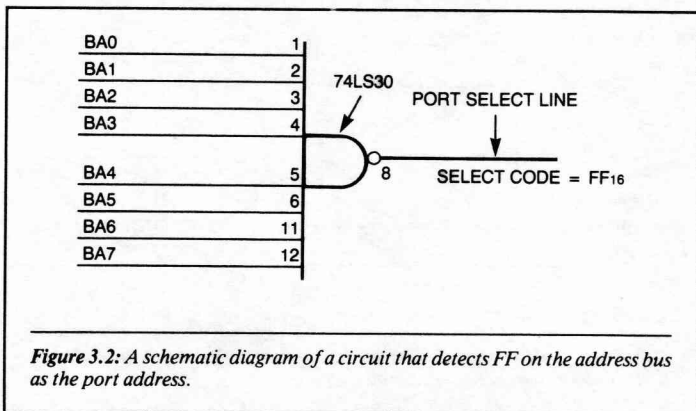 BA0 1
BA1 2
BA2 3
BA3 4
74LS30
PORT SELECT LINE
BA4 5
8 SELECT CODE = FF16
BA5 6
BA6 11
BA7 12
Figure 3.2: A schematic diagram of a circuit that detects FF on the address bus
as the port address.